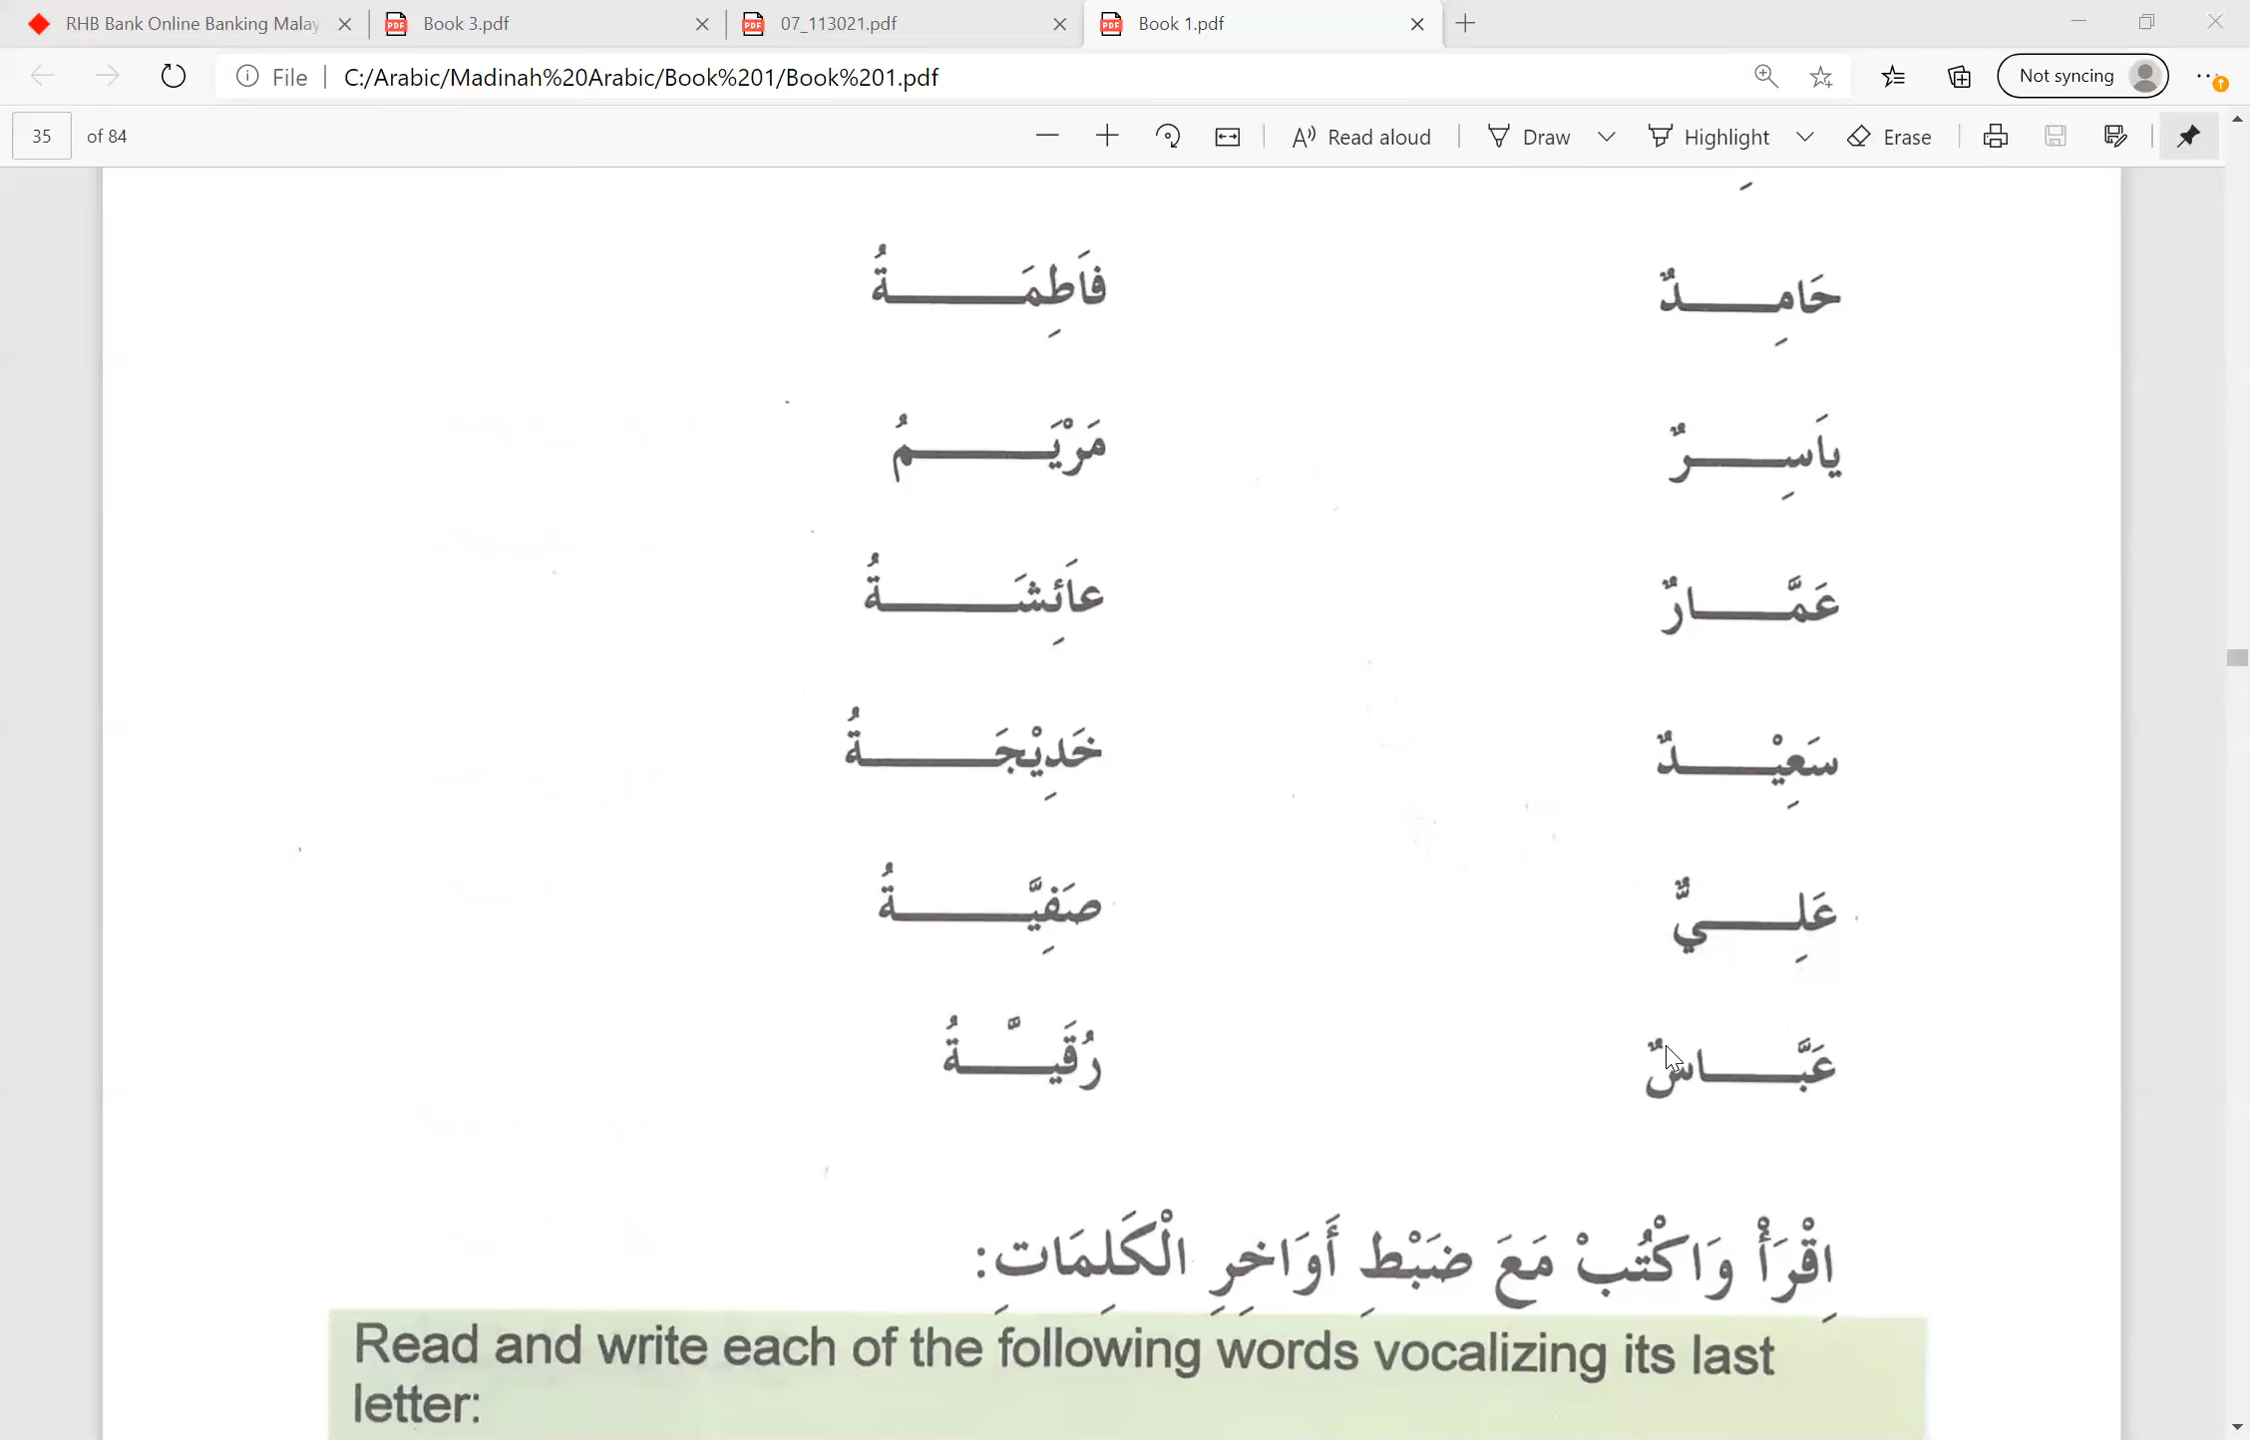 RHB Bank Online Banking Malay
Book 3.pdf
07_113021.pdf
Book 1.pdf
File
C:/Arabic/Madinah%20Arabic/Book%201/Book%201.pdf
Not syncing
35 of 84
Read aloud
Draw
Highlight
Erase
حَامِـــدٌ فَاطِمَـــةُ
يَاسِـــرٌ مَرْيَـــمُ
عَمَّـــارٌ عَائِشَـــةُ
سَعِيْـــدٌ خَدِيْجَـــةُ
عَلِـــيٌّ صَفِيَّـــةُ
عَبَّـــاسٌ رُقَيَّـــةُ
اِقْرَأْ وَاكْتُبْ مَعَ ضَبْطِ أَوَاخِرِ الْكَلِمَاتِ:
Read and write each of the following words vocalizing its last
letter: